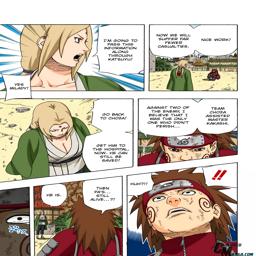 NOW WE WILL
SUFFER FAR
FEWER
CASUALTIES.
NICE WORK!
I'M GOING TO
PASS THIS
INFORMATION
ALONG
THROUGH
KATSUYU!
YES
MILADY!
TEAM
CHOZA
ASSISTED
MASTER
KAKASHI.
AGAINST TWO OF
THE ENEMY. I
BELIEVE THAT I
WAS THE ONLY
ONE WHO DIDN'T
PERISH...
GO BACK
TO CHOZA!
GET HIM TO
THE HOSPITAL,
NOW. HE CAN
STILL BE
SAVED!
HUH?!
!!
THEN
PA'S...
STILL
ALIVE...??
HE IS.